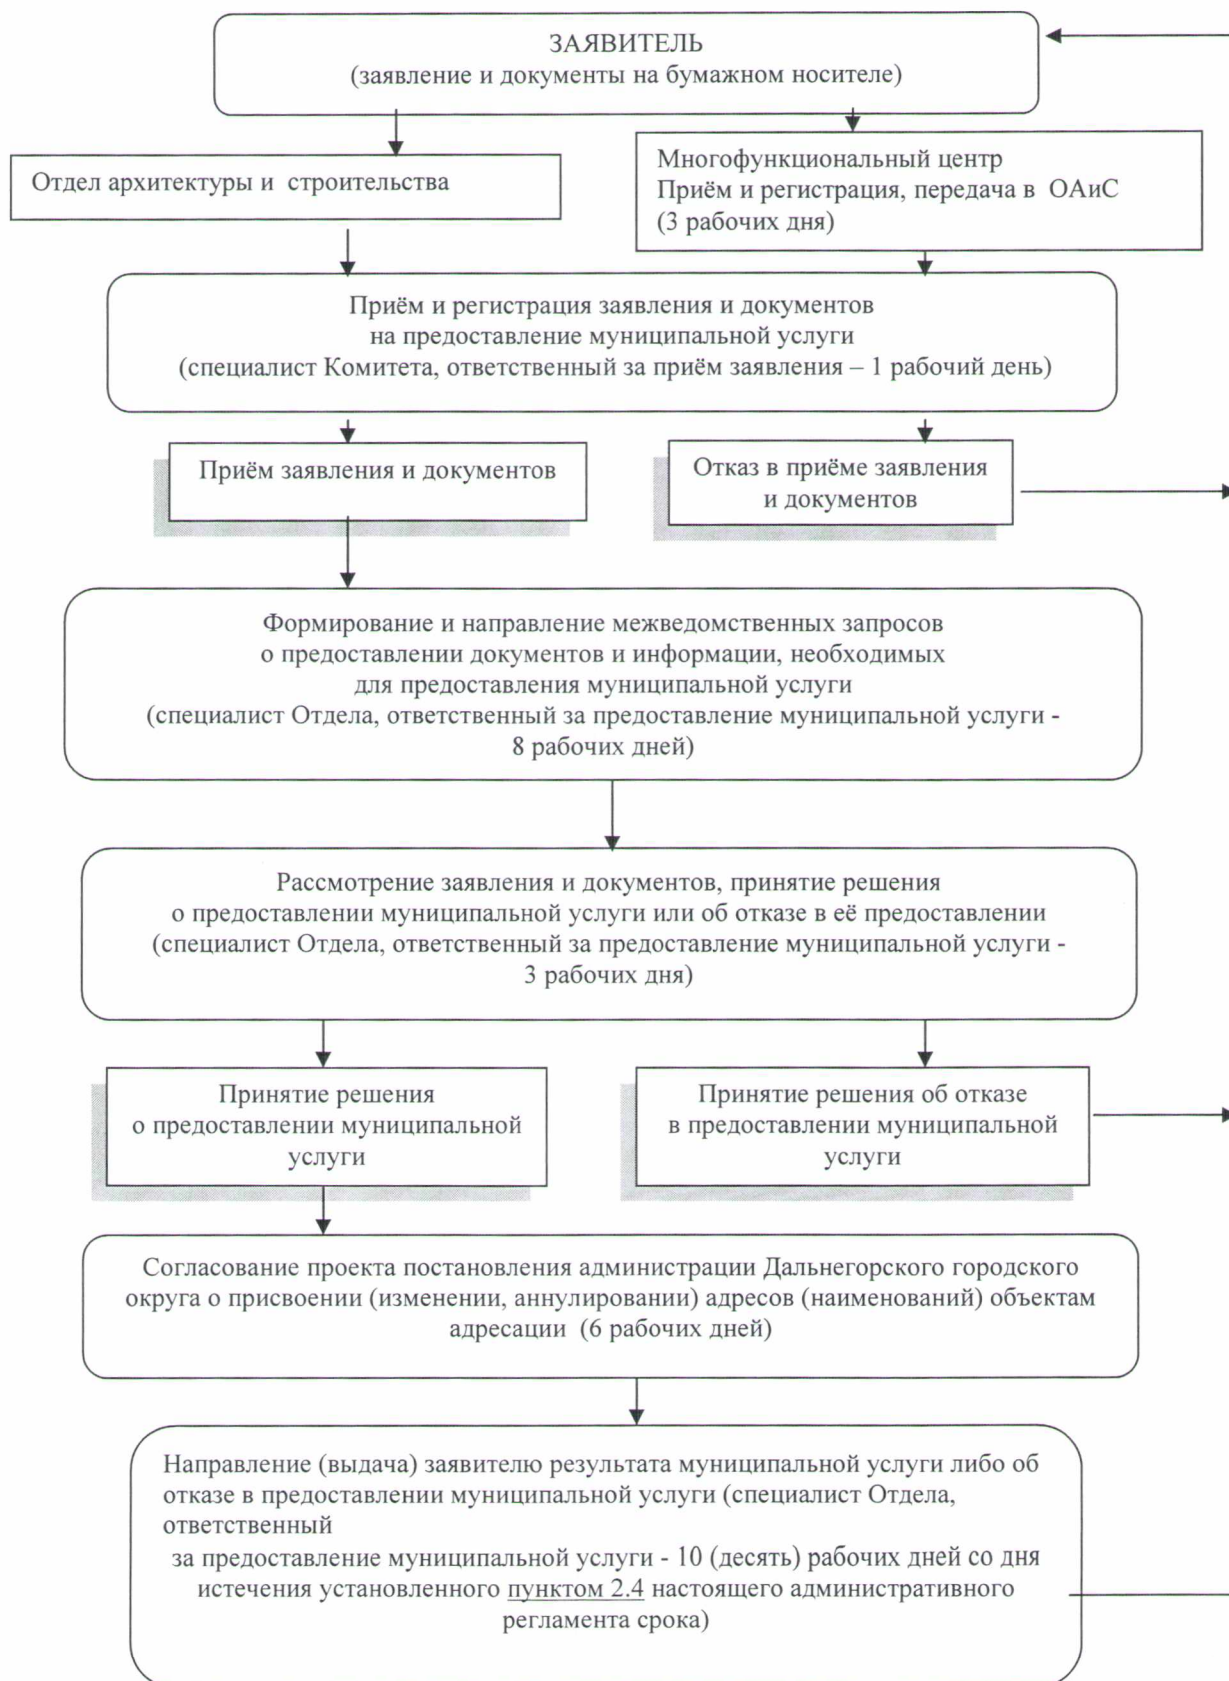 ЗАЯВИТЕЛЬ
(заявление и документы на бумажном носителе)
Отдел архитектуры и строительства
Многофункциональный центр
Приём и регистрация, передача в ОАиС
(3 рабочих дня)
Приём и регистрация заявления и документов
на предоставление муниципальной услуги
(специалист Комитета, ответственный за приём заявления – 1 рабочий день)
Приём заявления и документов
Отказ в приёме заявления
и документов
Формирование и направление межведомственных запросов
о предоставлении документов и информации, необходимых
для предоставления муниципальной услуги
(специалист Отдела, ответственный за предоставление муниципальной услуги -
8 рабочих дней)
Рассмотрение заявления и документов, принятие решения
о предоставлении муниципальной услуги или об отказе в её предоставлении
(специалист Отдела, ответственный за предоставление муниципальной услуги -
3 рабочих дня)
Принятие решения
о предоставлении муниципальной
услуги
Принятие решения об отказе
в предоставлении муниципальной
услуги
Согласование проекта постановления администрации Дальнегорского городского
округа о присвоении (изменении, аннулировании) адресов (наименований) объектам
адресации (6 рабочих дней)
Направление (выдача) заявителю результата муниципальной услуги либо об
отказе в предоставлении муниципальной услуги (специалист Отдела,
ответственный
за предоставление муниципальной услуги - 10 (десять) рабочих дней со дня
истечения установленного пунктом 2.4 настоящего административного
регламента срока)